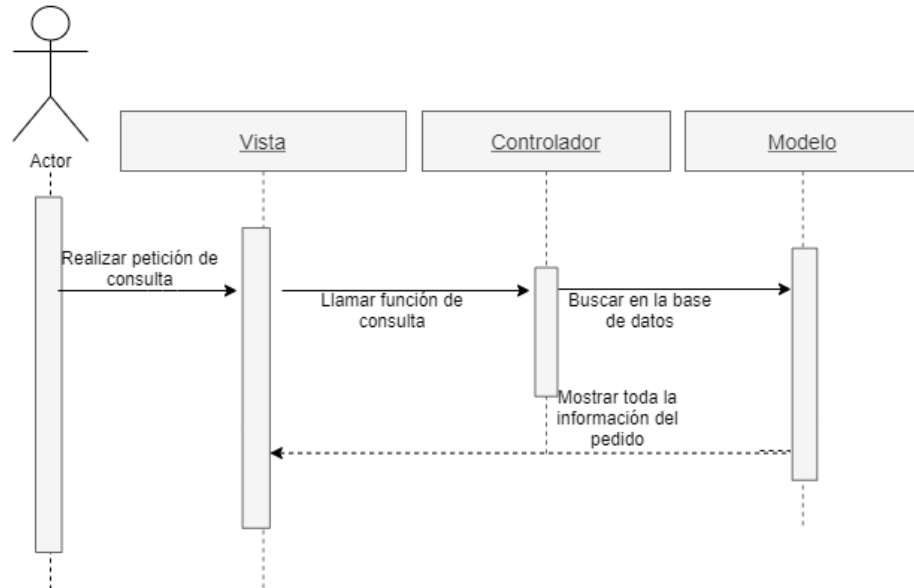 Vista
Controlador
Modelo
Actor
Realizar petición de
consulta
Llamar función de
consulta
Buscar en la base
de datos
Mostrar toda la
información del
pedido